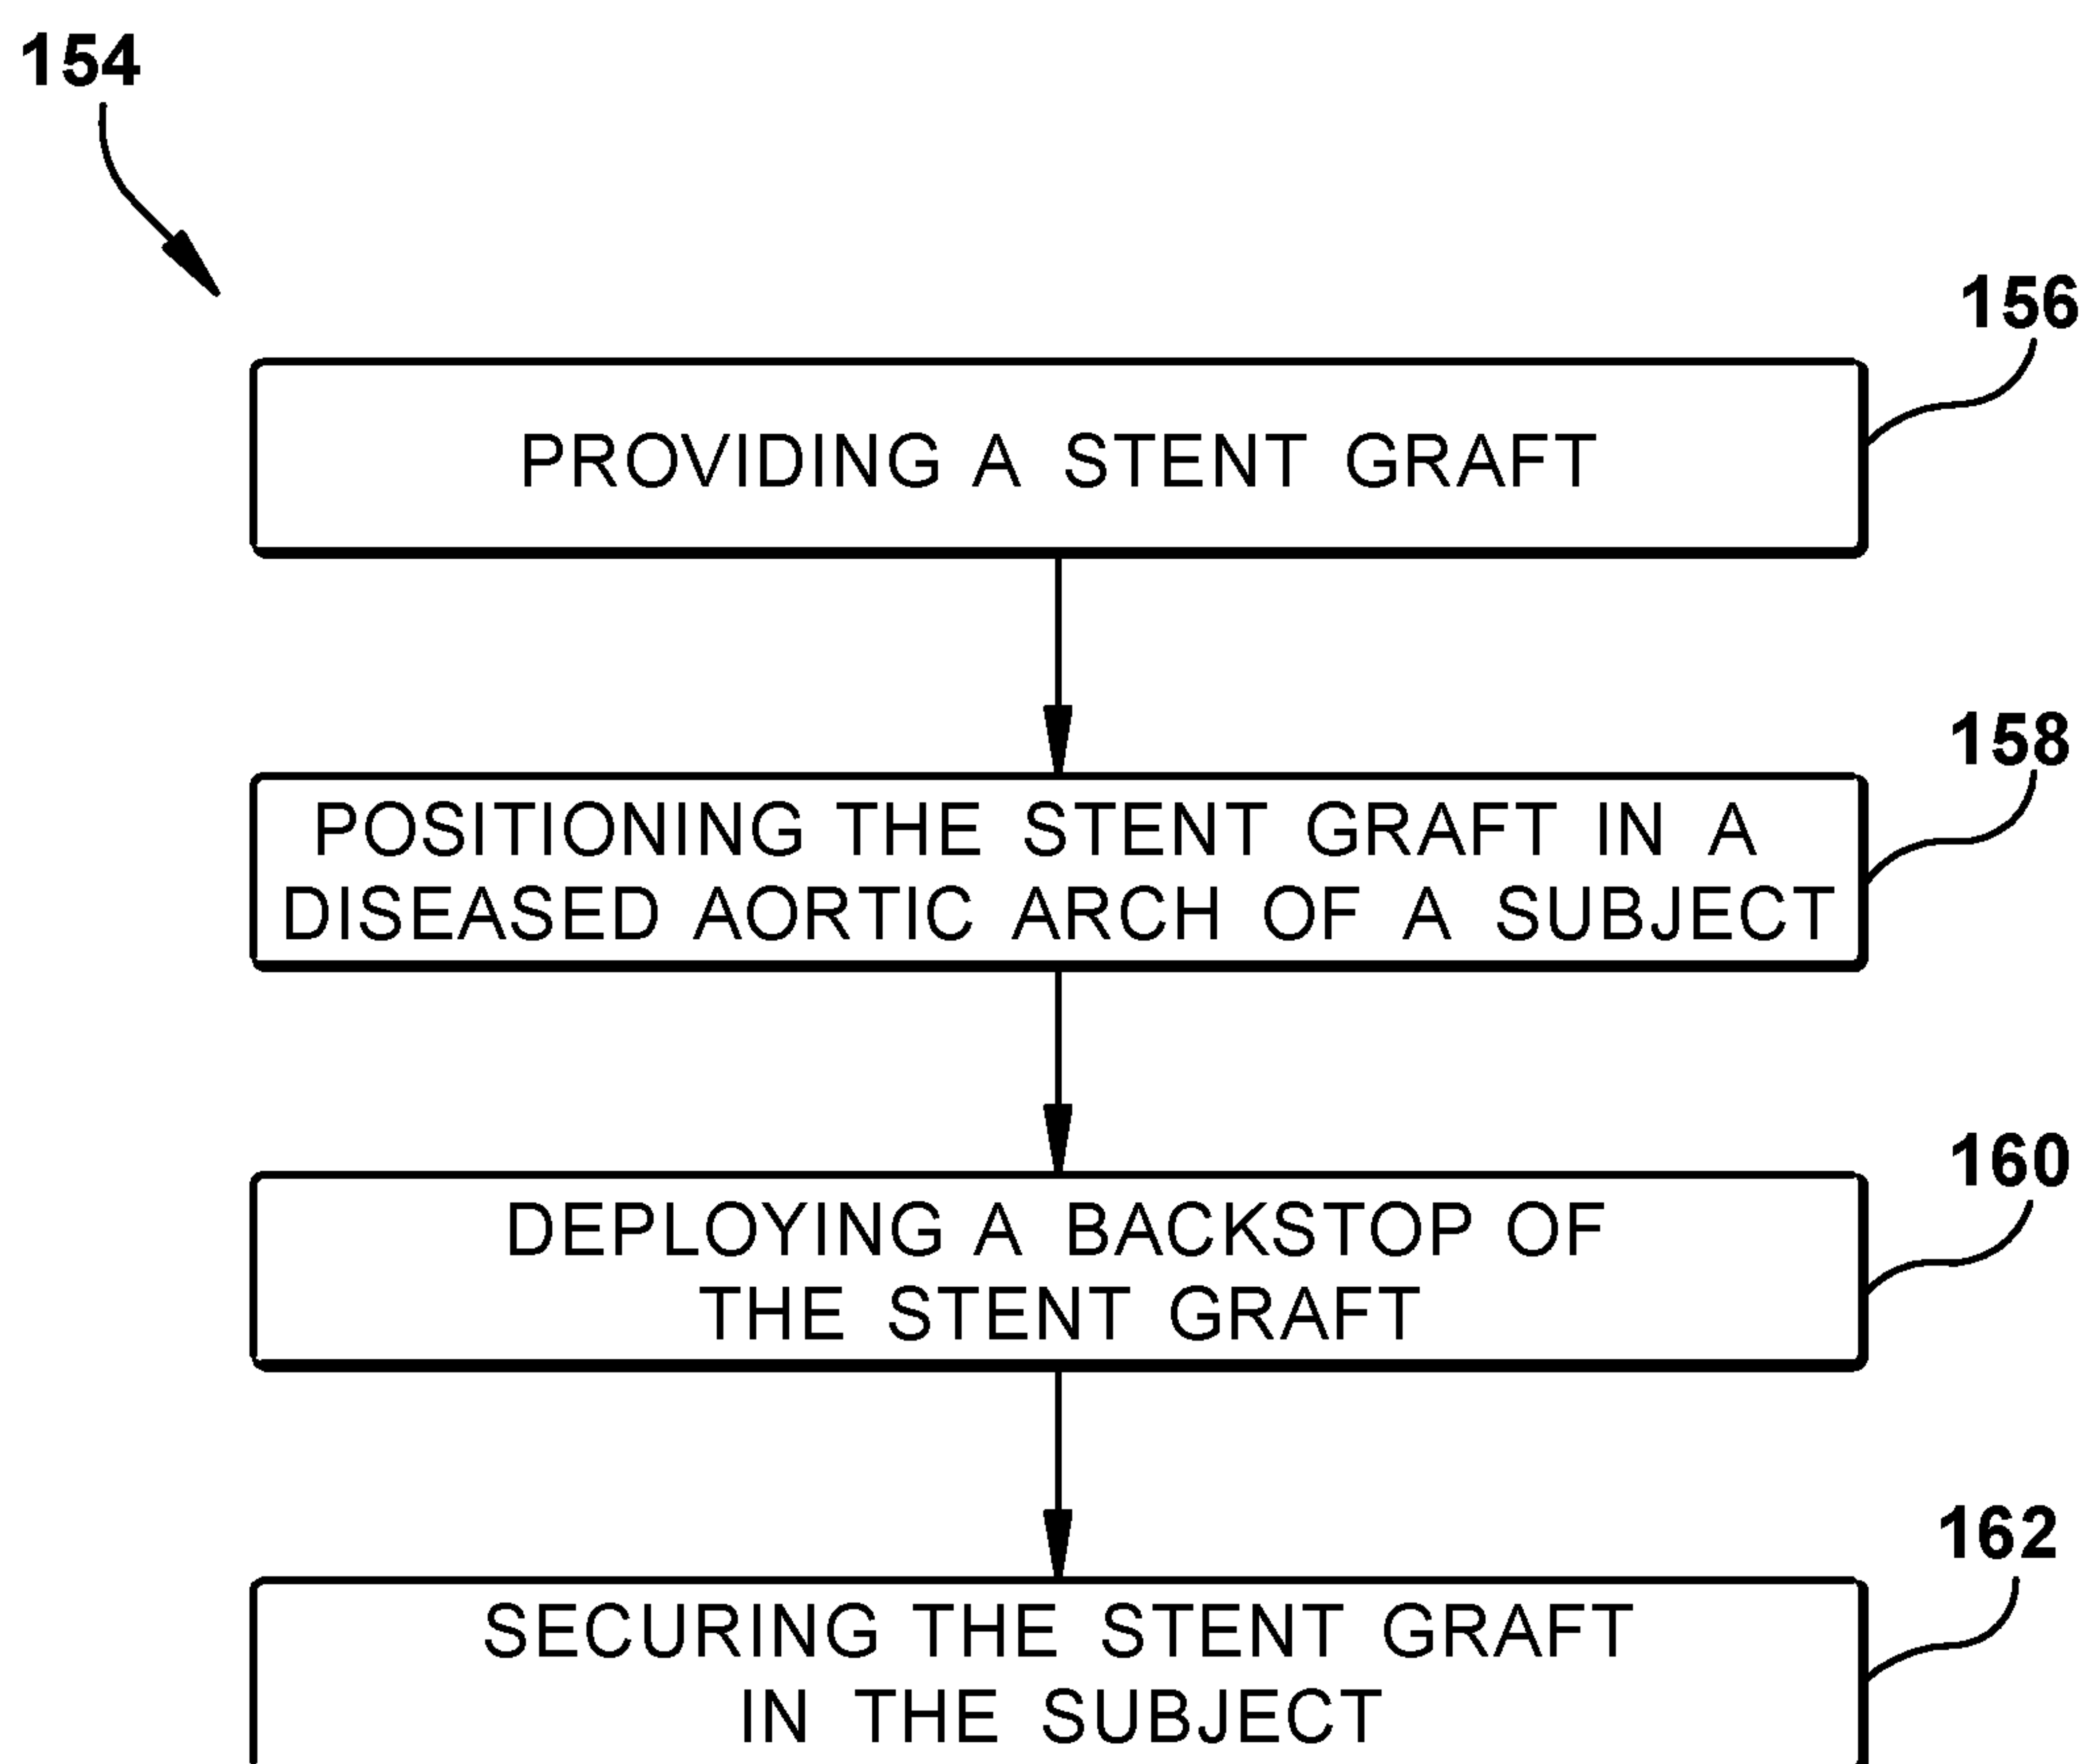 154
156
PROVIDING A STENT GRAFT
158
POSITIONING THE STENT GRAFT IN A
DISEASED AORTIC ARCH OF A SUBJECT
160
DEPLOYING A BACKSTOP OF
THE STENT GRAFT
162
SECURING THE STENT GRAFT
IN THE SUBJECT